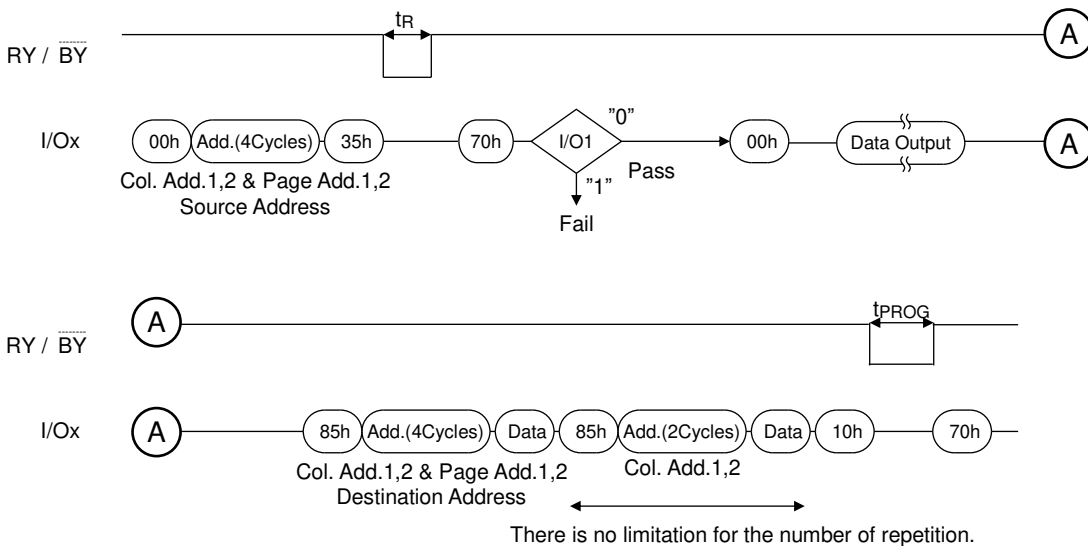 tR
RY / BY
A
I/Ox
00h Add.(4Cycles) 35h 70h I/O1 "0" 00h Data Output A
Pass
"1"
Col. Add.1,2 & Page Add.1,2
Source Address
Fail
A
tPROG
RY / BY
I/Ox
A 85h Add.(4Cycles) Data 85h Add.(2Cycles) Data 10h 70h
Col. Add.1,2 & Page Add.1,2 Col. Add.1,2
Destination Address
There is no limitation for the number of repetition.